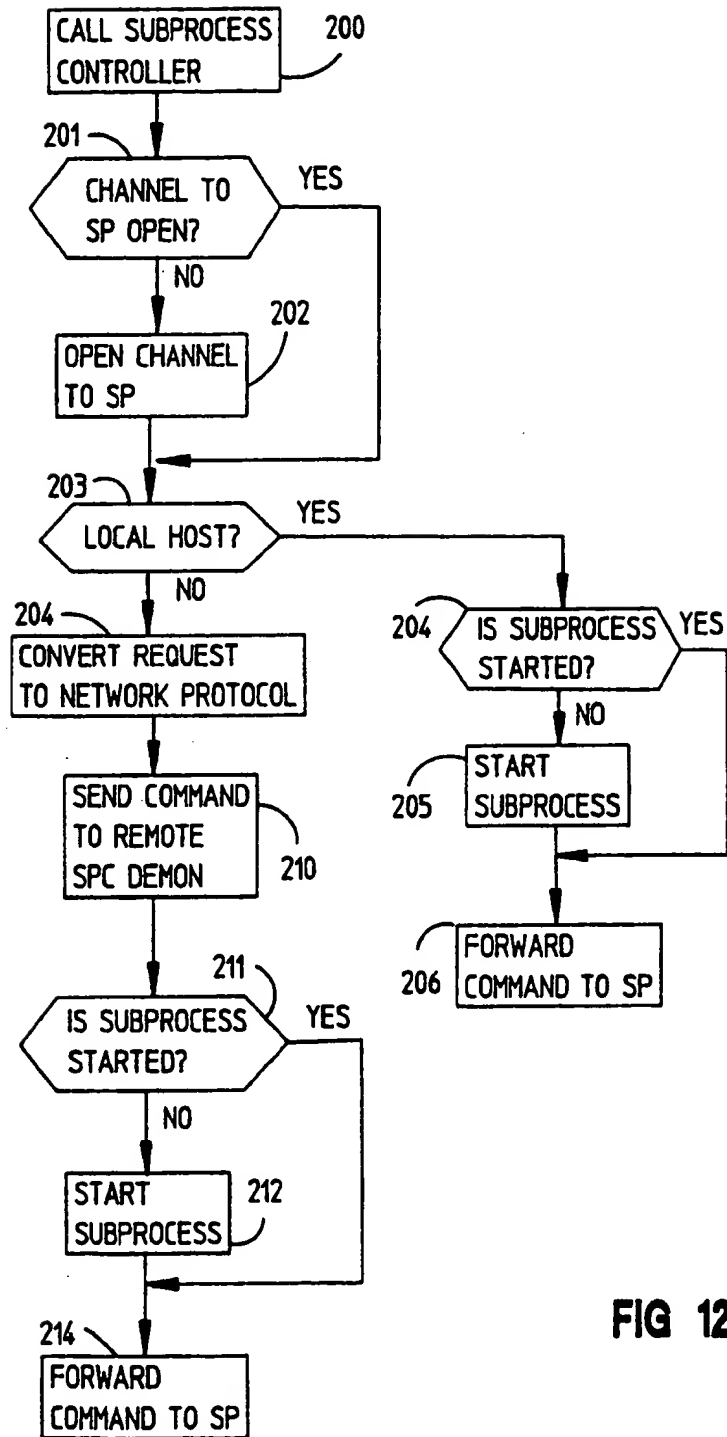 CALL SUBPROCESS
CONTROLLER
200
201
CHANNEL TO
SP OPEN?
YES
NO
202
OPEN CHANNEL
TO SP
203
LOCAL HOST?
YES
NO
204
CONVERT REQUEST
TO NETWORK PROTOCOL
204
IS SUBPROCESS
STARTED?
YES
NO
START
SUBPROCESS
205
SEND COMMAND
TO REMOTE
SPC DEMON
210
FORWARD
COMMAND TO SP
206
211
IS SUBPROCESS
STARTED?
YES
NO
START
SUBPROCESS
212
214
FORWARD
COMMAND TO SP
FIG 12